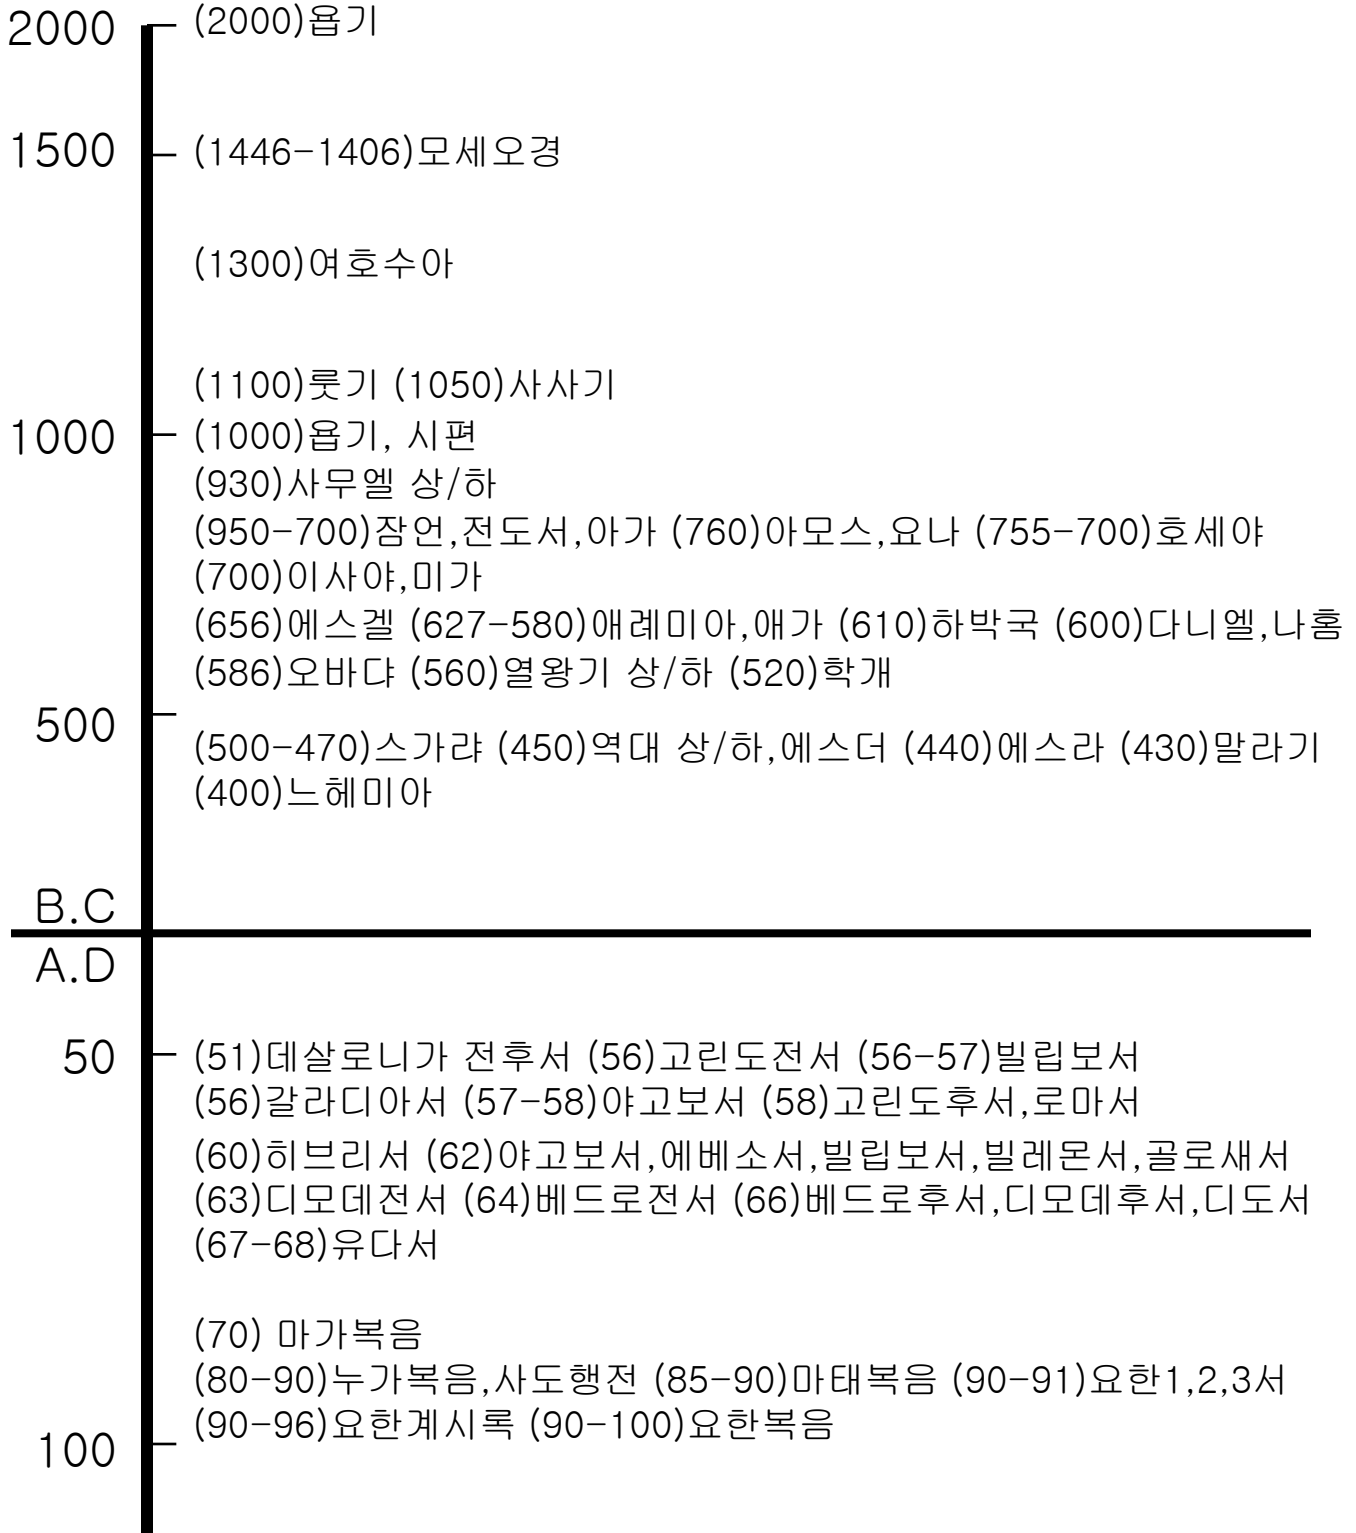 2000 (2000)욥기
1500 (1446-1406)모세오경
(1300)여호수아
(1100)룻기 (1050)사사기
1000 (1000)욥기, 시편
(930)사무엘 상/하
(950-700)잠언,전도서,아가 (760)아모스,요나 (755-700)호세야
(700)이사야,미가
(656)에스겔 (627-580)애례미아,애가 (610)하박국 (600)다니엘,나홈
(586)오바댜 (560)열왕기 상/하 (520)학개
500
(500-470)스가랴 (450)역대 상/하,에스더 (440)에스라 (430)말라기
(400)느헤미아
B.C
A.D
50 (51)데살로니가 전후서 (56)고린도전서 (56-57)빌립보서
(56)갈라디아서 (57-58)야고보서 (58)고린도후서,로마서
(60)히브리서 (62)야고보서,에베소서,빌립보서,빌레몬서,골로새서
(63)디모데전서 (64)베드로전서 (66)베드로후서,디모데후서,디도서
(67-68)유다서
(70) 마가복음
(80-90)누가복음,사도행전 (85-90)마태복음 (90-91)요한1,2,3서
(90-96)요한계시록 (90-100)요한복음
100